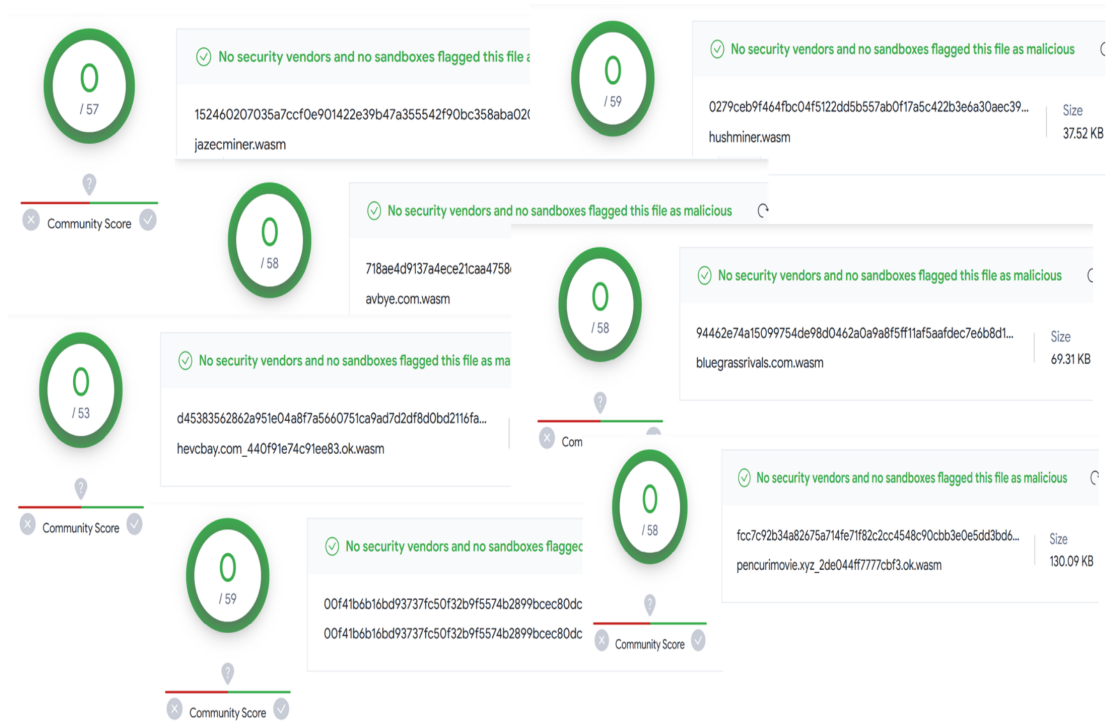 0
/ 57
No security vendors and no sandboxes flagged this file a
152460207035a7ccf0e901422e39b47a355542f90bc358aba020
jazecminer.wasm
?
Community Score
0
/ 59
No security vendors and no sandboxes flagged this file as malicious
0279ceb9f464fbc04f5122dd5b557ab0f17a5c422b3e6a30aec39...
hushminer.wasm
Size
37.52 KB
0
/ 58
No security vendors and no sandboxes flagged this file as malicious
718ae4d9137a4ece21caa4758
avbye.com.wasm
0
/ 58
No security vendors and no sandboxes flagged this file as malicious
94462e74a15099754de98d0462a0a9a8f5ff11af5aafdec7e6b8d1...
bluegrassrivals.com.wasm
Size
69.31 KB
?
Com
0
/ 53
No security vendors and no sandboxes flagged this file as ma
d45383562862a951e04a8f7a5660751ca9ad7d2df8d0bd2116fa...
hevcbay.com_440f91e74c91ee83.ok.wasm
?
Community Score
0
/ 58
No security vendors and no sandboxes flagged this file as malicious
fcc7c92b34a82675a714fe71f82c2cc4548c90cbb3e0e5dd3bd6...
pencurimovie.xyz_2de044ff7777cbf3.ok.wasm
Size
130.09 KB
?
Community Score
0
/ 59
No security vendors and no sandboxes flagged
00f41b6b16bd93737fc50f32b9f5574b2899bcec80dc
00f41b6b16bd93737fc50f32b9f5574b2899bcec80dc
?
Community Score